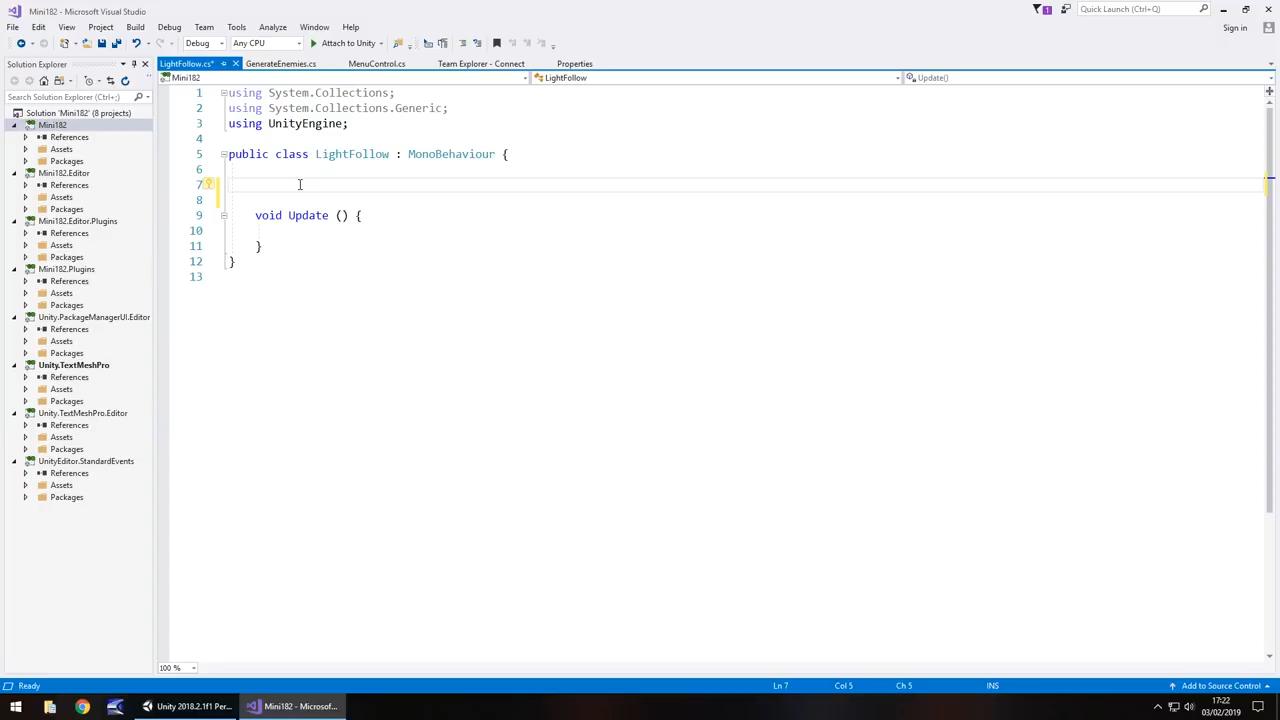 Mini182 - Microsoft Visual Studio
1
Quick Launch (Ctrl+Q)
File Edit View Project Build Debug Team Tools Analyze Window Help
Sign in
Debug Any CPU Attach to Unity
Solution Explorer
LightFollow.cs* GenerateEnemies.cs MenuControl.cs Team Explorer - Connect Properties
Mini182 LightFollow Update()
Search Solution Explorer (Ctrl+;)
Solution 'Mini182' (8 projects)
Mini182
References
Assets
Packages
Mini182.Editor
References
Assets
Packages
Mini182.Editor.Plugins
References
Assets
Packages
Mini182.Plugins
References
Assets
Packages
Unity.PackageManagerUI.Editor
References
Assets
Packages
Unity.TextMeshPro
References
Assets
Packages
Unity.TextMeshPro.Editor
References
Assets
Packages
UnityEditor.StandardEvents
References
Assets
Packages
1 using System.Collections;
2 using System.Collections.Generic;
3 using UnityEngine;
4
5 public class LightFollow : MonoBehaviour {
6
7
8
9 void Update () {
10
11 }
12 }
13
100 %
Ready Ln 7 Col 5 Ch 5 INS Add to Source Control
Unity 2018.2.1f1 Per... Mini182 - Microsof...
17:22
03/02/2019